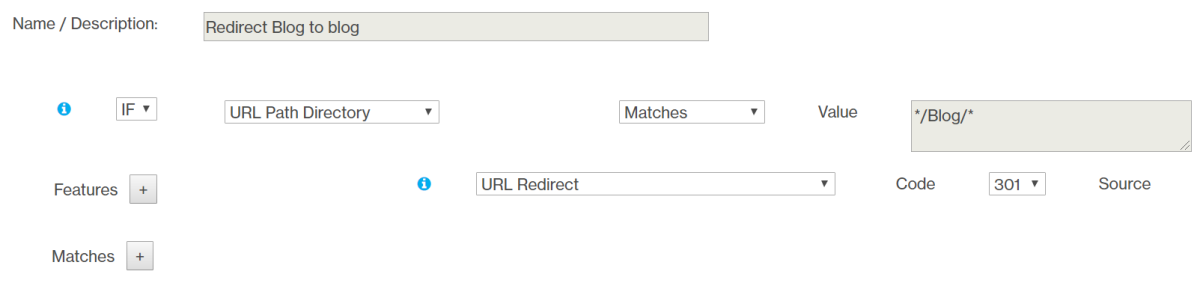 Name / Description: Redirect Blog to blog
IF URL Path Directory Matches Value */Blog/*
Features + URL Redirect Code 301 Source
Matches +